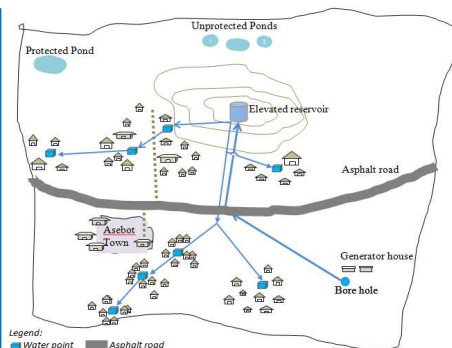 Unprotected Ponds
Protected Pond
Elevated reservoir
Asphalt road
Asebot
Town
Generator house
Bore hole
Legend:
Water point Asphalt road